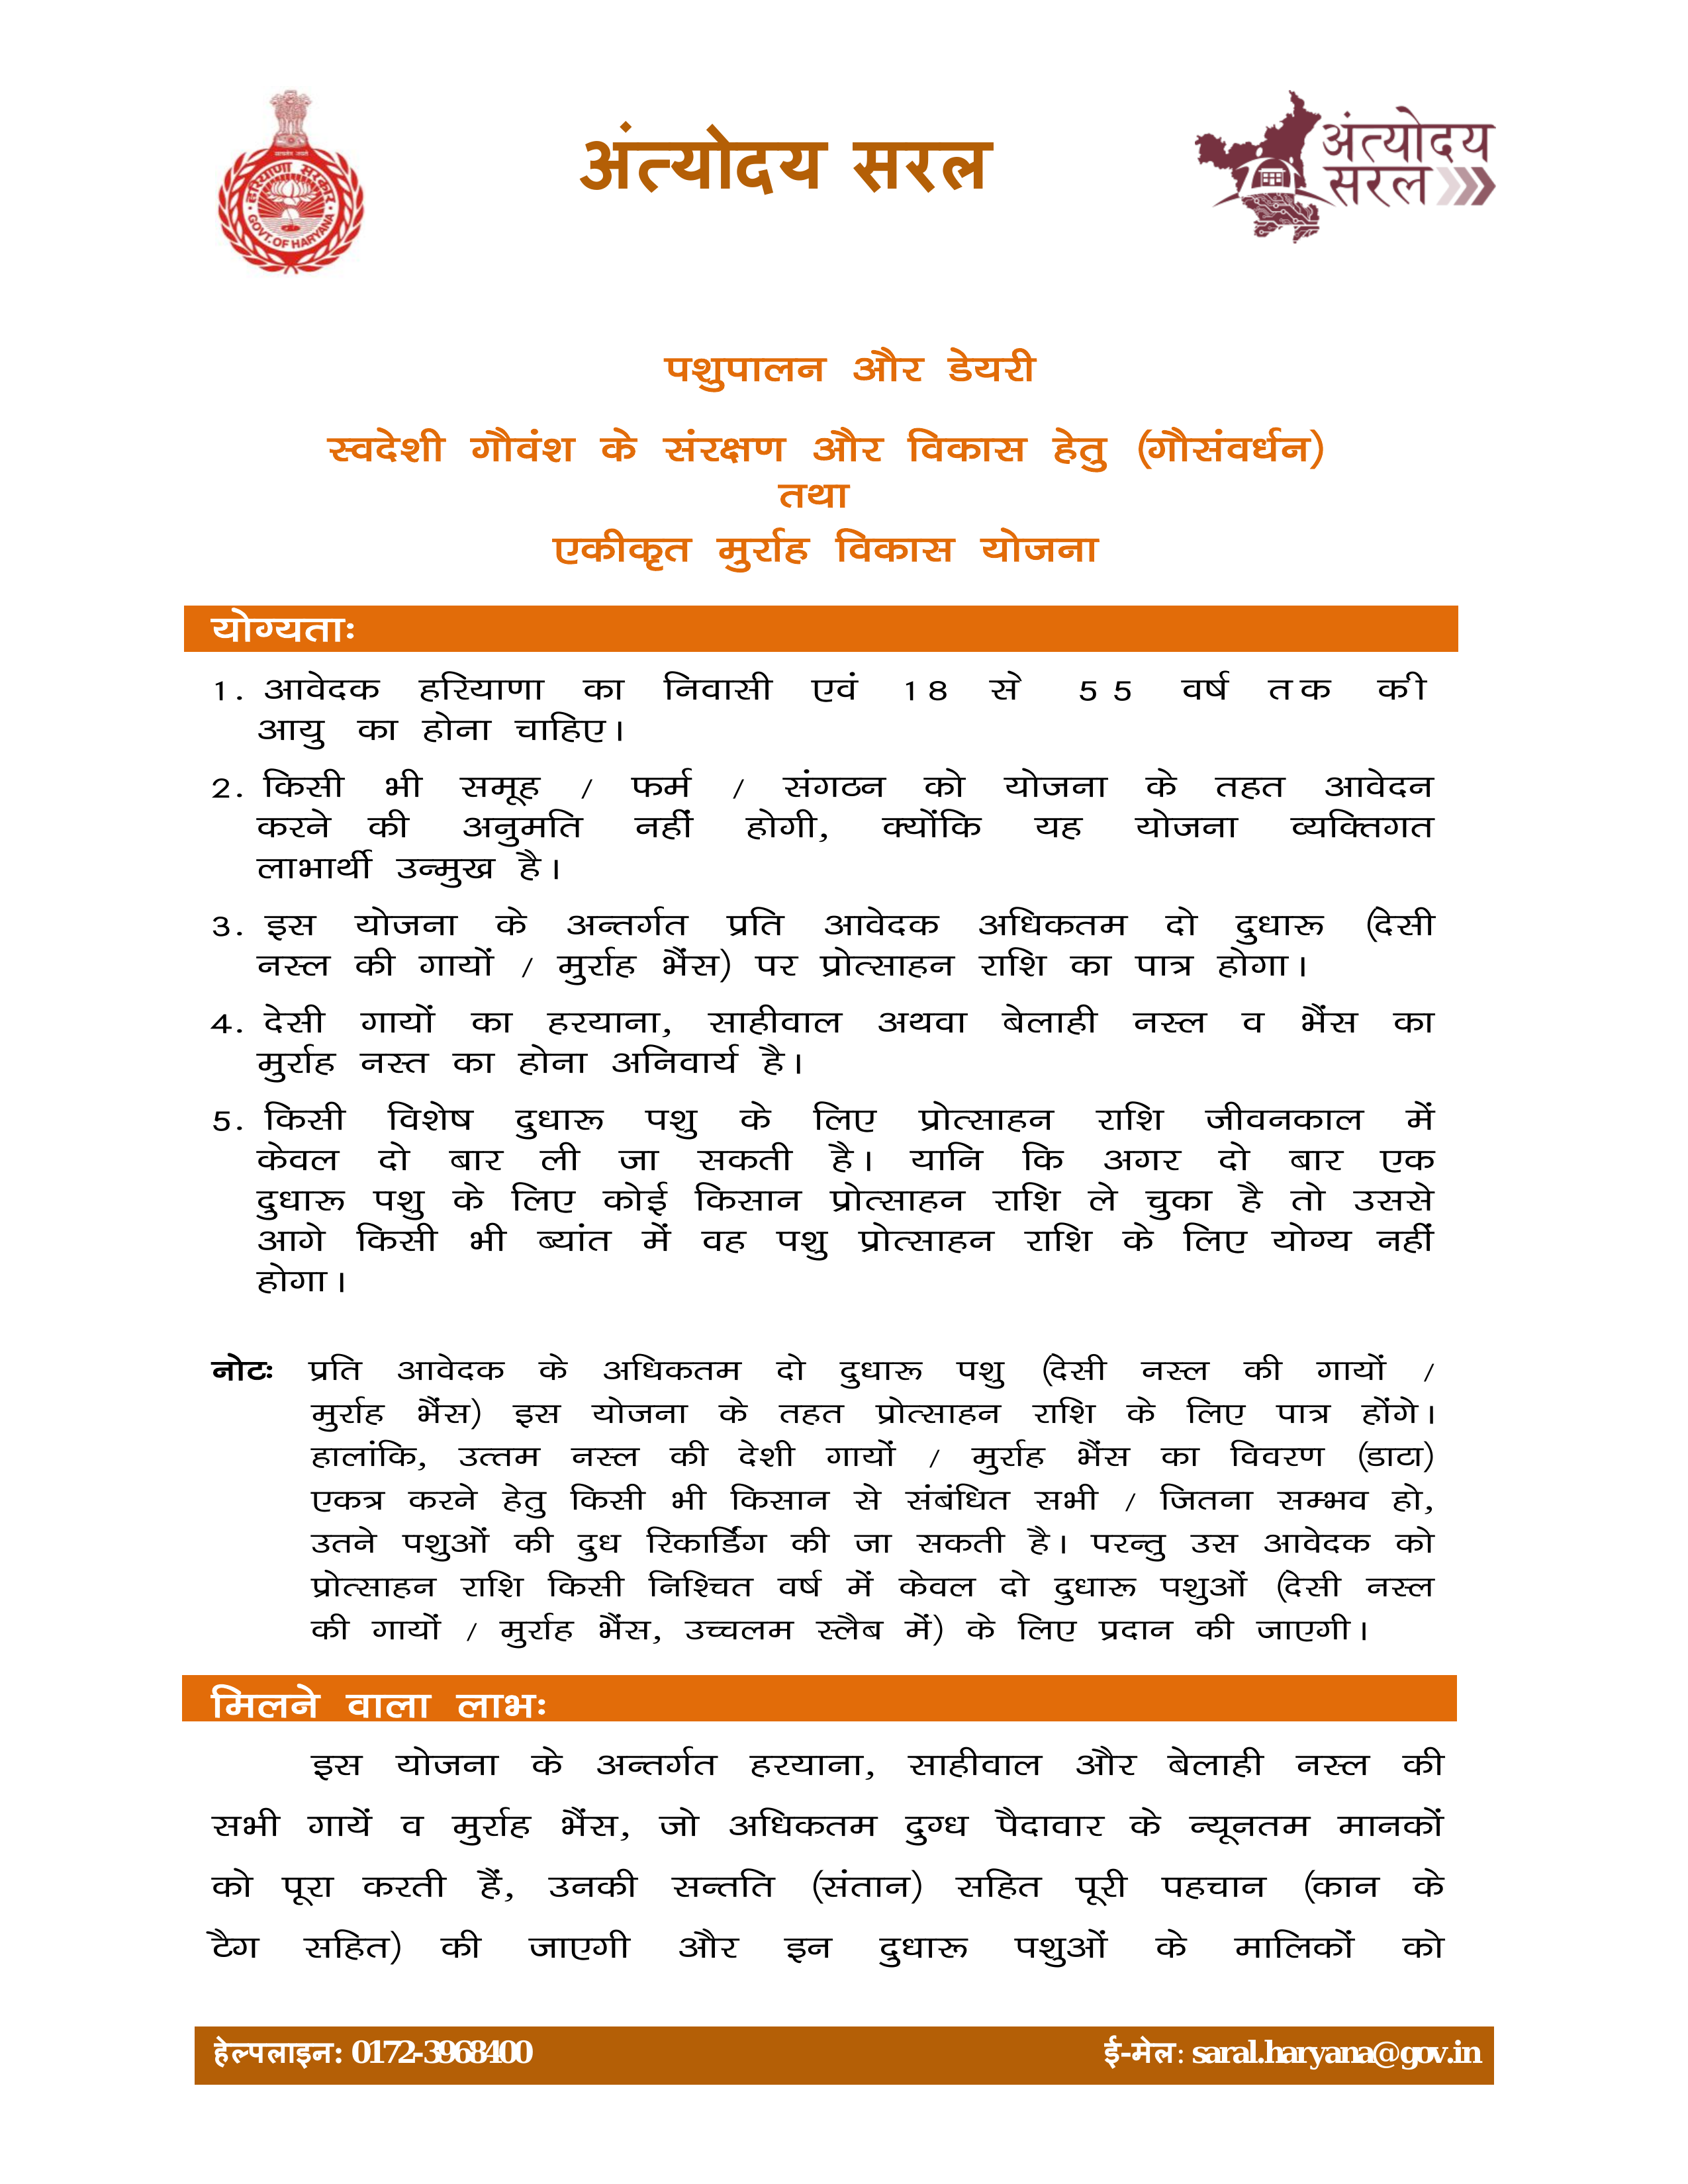 अंत्योदय सरल
हरियाणा सरकार
GOVT. OF HARYANA
अंत्योदय
सरल
पशुपालन और डेयरी
स्वदेशी गौवंश के संरक्षण और विकास हेतु (गौसंवर्धन)
तथा
एकीकृत मुर्राह विकास योजना
योग्यताः
1. आवेदक हरियाणा का निवासी एवं 18 से 55 वर्ष तक की
आयु का होना चाहिए।
2. किसी भी समूह / फर्म / संगठन को योजना के तहत आवेदन
करने की अनुमति नहीं होगी, क्योंकि यह योजना व्यक्तिगत
लाभार्थी उन्मुख है।
3. इस योजना के अन्तर्गत प्रति आवेदक अधिकतम दो दुधारू (देसी
नस्ल की गायों / मुर्राह भैंस) पर प्रोत्साहन राशि का पात्र होगा।
4. देसी गायों का हरयाना, साहीवाल अथवा बेलाही नस्ल व भैंस का
मुर्राह नस्त का होना अनिवार्य है।
5. किसी विशेष दुधारू पशु के लिए प्रोत्साहन राशि जीवनकाल में
केवल दो बार ली जा सकती है। यानि कि अगर दो बार एक
दुधारू पशु के लिए कोई किसान प्रोत्साहन राशि ले चुका है तो उससे
आगे किसी भी ब्यांत में वह पशु प्रोत्साहन राशि के लिए योग्य नहीं
होगा।
नोटः प्रति आवेदक के अधिकतम दो दुधारू पशु (देसी नस्ल की गायों /
मुर्राह भैंस) इस योजना के तहत प्रोत्साहन राशि के लिए पात्र होंगे।
हालांकि, उत्तम नस्ल की देशी गायों / मुर्राह भैंस का विवरण (डाटा)
एकत्र करने हेतु किसी भी किसान से संबंधित सभी / जितना सम्भव हो,
उतने पशुओं की दुध रिकार्डिंग की जा सकती है। परन्तु उस आवेदक को
प्रोत्साहन राशि किसी निश्चित वर्ष में केवल दो दुधारू पशुओं (देसी नस्ल
की गायों / मुर्राह भैंस, उच्चलम स्लैब में) के लिए प्रदान की जाएगी।
मिलने वाला लाभः
इस योजना के अन्तर्गत हरयाना, साहीवाल और बेलाही नस्ल की
सभी गायें व मुर्राह भैंस, जो अधिकतम दुग्ध पैदावार के न्यूनतम मानकों
को पूरा करती हैं, उनकी सन्तति (संतान) सहित पूरी पहचान (कान के
टैग सहित) की जाएगी और इन दुधारू पशुओं के मालिकों को
हेल्पलाइन: 0172-3968400 ई-मेल: saral.haryana@gov.in